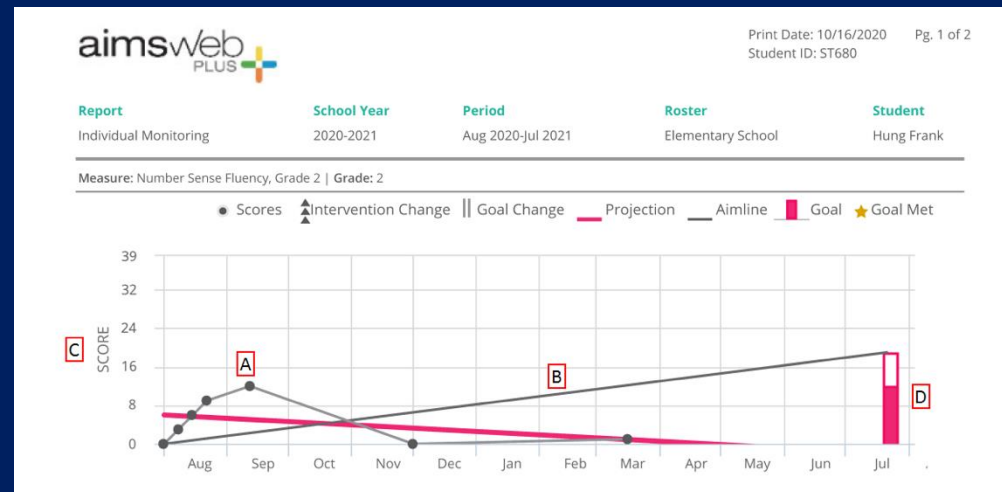 aimsweb
PLUS
Print Date: 10/16/2020 Pg. 1 of 2
Student ID: ST680
Report School Year Period Roster Student
Individual Monitoring 2020-2021 Aug 2020-Jul 2021 Elementary School Hung Frank
Measure: Number Sense Fluency, Grade 2 | Grade: 2
Scores Intervention Change Goal Change Projection Aimline Goal Goal Met
39
32
24
16
8
0
SCORE
C
A
B
D
Aug Sep Oct Nov Dec Jan Feb Mar Apr May Jun Jul .